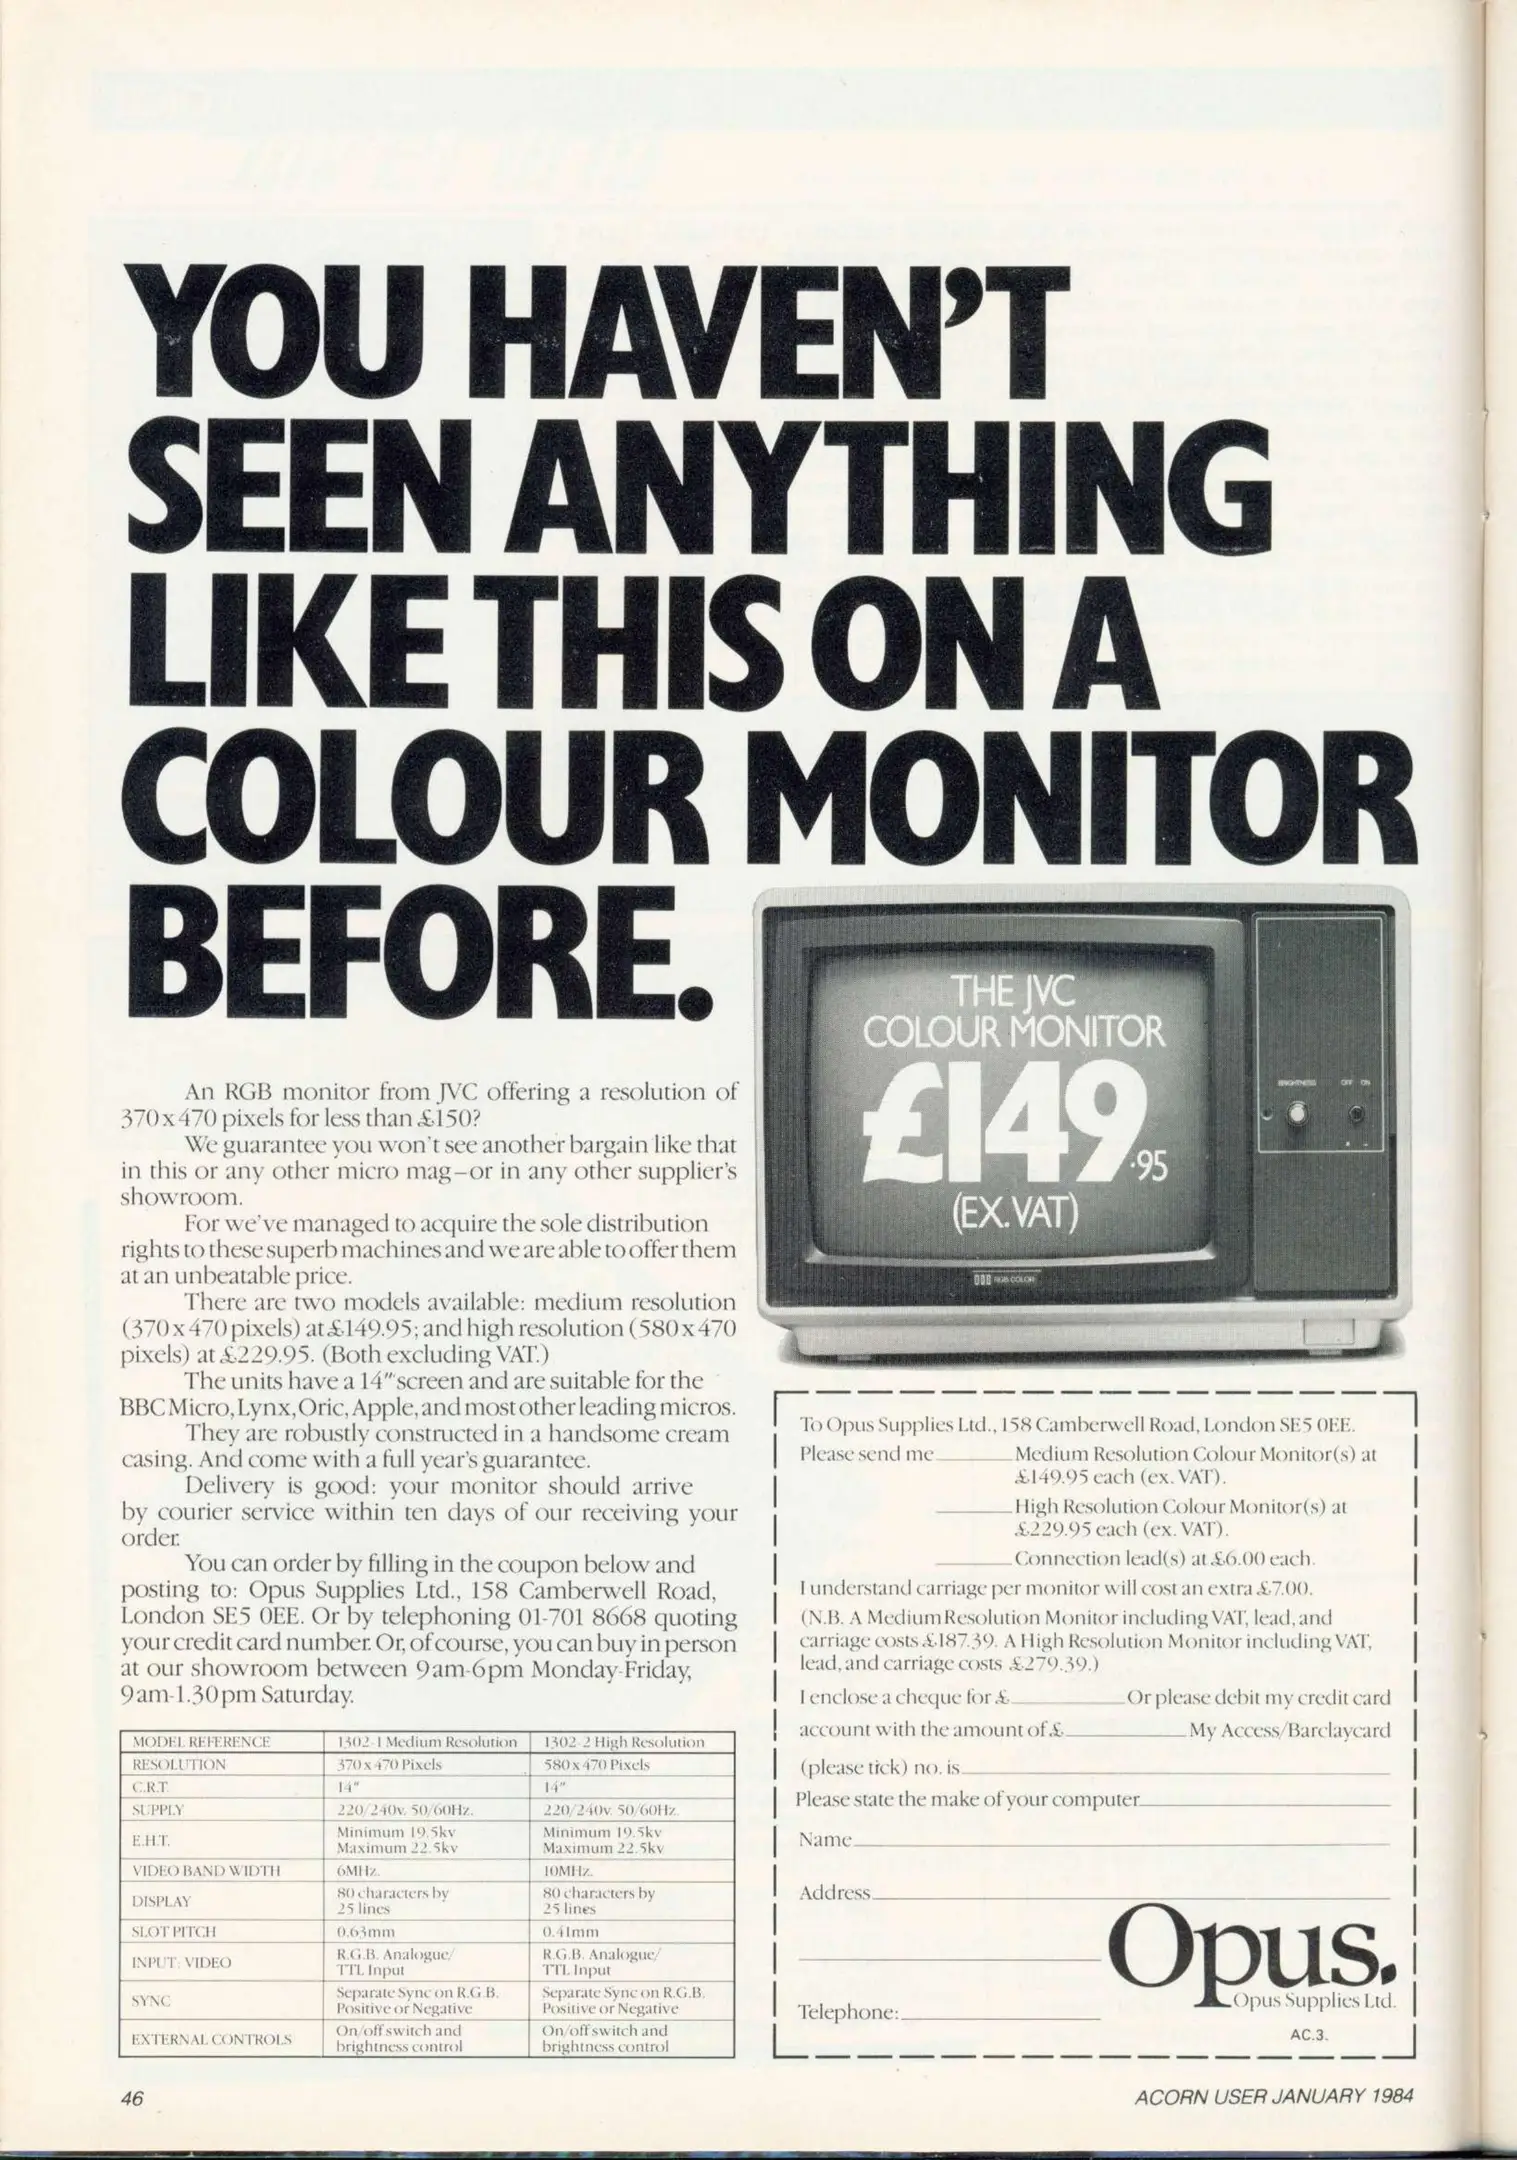 YOU HAVEN'T
SEEN ANYTHING
LIKE THIS ON A
COLOUR MONITOR
BEFORE.
THE JVC
COLOUR MONITOR
£149.95
(EX. VAT)
BRIGHTNESS OFF ON
RGB COLOR
An RGB monitor from JVC offering a resolution of
370 x 470 pixels for less than £150?
We guarantee you won't see another bargain like that
in this or any other micro mag–or in any other supplier's
showroom.
For we've managed to acquire the sole distribution
rights to these superb machines and we are able to offer them
at an unbeatable price.
There are two models available: medium resolution
(370 x 470 pixels) at £149.95; and high resolution (580 x 470
pixels) at £229.95. (Both excluding VAT.)
The units have a 14" screen and are suitable for the
BBC Micro, Lynx, Oric, Apple, and most other leading micros.
They are robustly constructed in a handsome cream
casing. And come with a full year's guarantee.
Delivery is good: your monitor should arrive
by courier service within ten days of our receiving your
order.
You can order by filling in the coupon below and
posting to: Opus Supplies Ltd., 158 Camberwell Road,
London SE5 0EE. Or by telephoning 01-701 8668 quoting
your credit card number. Or, of course, you can buy in person
at our showroom between 9am-6pm Monday-Friday,
9am-1.30pm Saturday.
MODEL REFERENCE 1302-1 Medium Resolution 1302-2 High Resolution
RESOLUTION 370 x 470 Pixels 580 x 470 Pixels
C.R.T. 14" 14"
SUPPLY 220/240v. 50/60Hz. 220/240v. 50/60Hz.
E.H.T. Minimum 19.5kv Minimum 19.5kv
Maximum 22.5kv Maximum 22.5kv
VIDEO BAND WIDTH 6MHz. 10MHz.
DISPLAY 80 characters by 80 characters by
25 lines 25 lines
SLOT PITCH 0.63mm 0.41mm
INPUT: VIDEO R.G.B. Analogue/ R.G.B. Analogue/
TTL Input TTL Input
SYNC Separate Sync on R.G.B. Separate Sync on R.G.B.
Positive or Negative Positive or Negative
EXTERNAL CONTROLS On/off switch and On/off switch and
brightness control brightness control
To Opus Supplies Ltd., 158 Camberwell Road, London SE5 0EE.
Please send me Medium Resolution Colour Monitor(s) at
£149.95 each (ex. VAT).
High Resolution Colour Monitor(s) at
£229.95 each (ex. VAT).
Connection lead(s) at £6.00 each.
I understand carriage per monitor will cost an extra £7.00.
(N.B. A Medium Resolution Monitor including VAT, lead, and
carriage costs £187.39. A High Resolution Monitor including VAT,
lead, and carriage costs £279.39.)
I enclose a cheque for £ Or please debit my credit card
account with the amount of £ My Access/Barclaycard
(please tick) no. is
Please state the make of your computer
Name
Address
Opus.
Opus Supplies Ltd.
Telephone:
AC.3.
46
ACORN USER JANUARY 1984